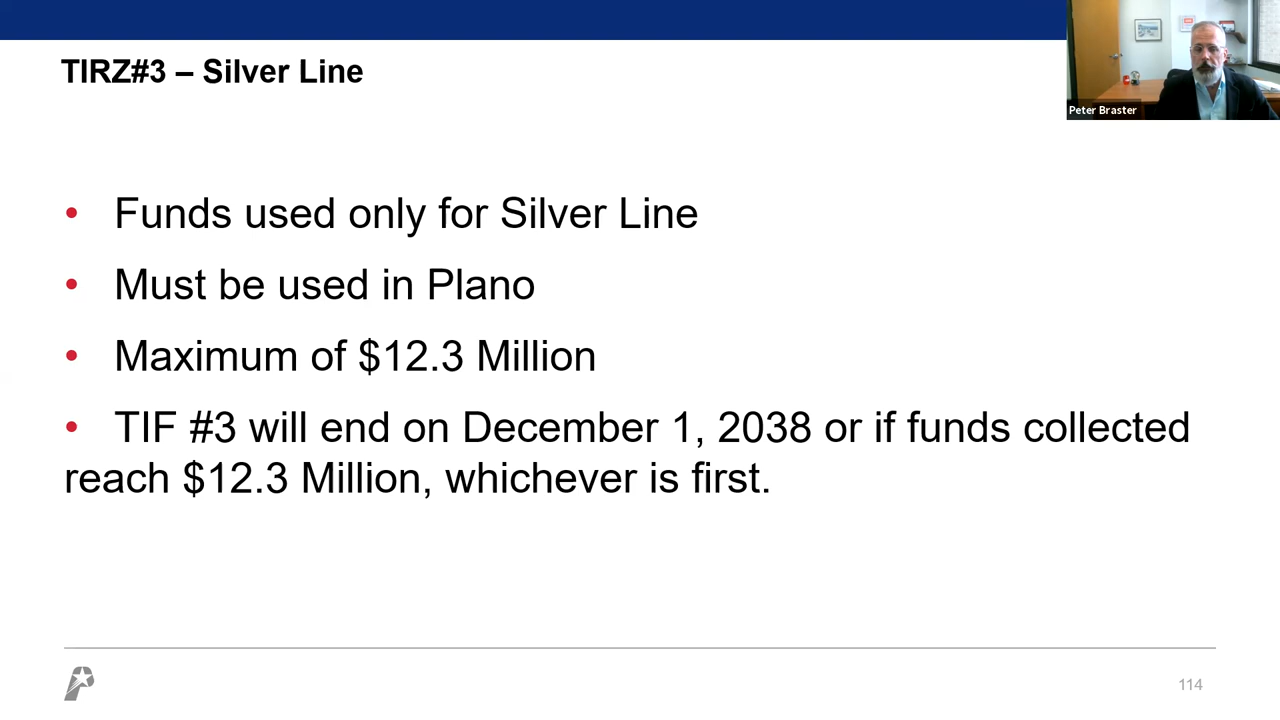 TIRZ#3 – Silver Line
Peter Braster
• Funds used only for Silver Line
• Must be used in Plano
• Maximum of $12.3 Million
• TIF #3 will end on December 1, 2038 or if funds collected
reach $12.3 Million, whichever is first.
114